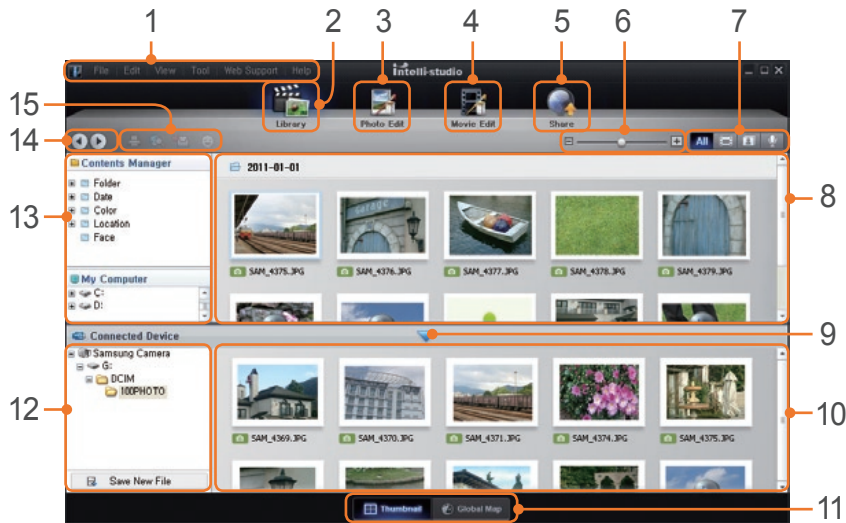 1 2 3 4 5 6 7
File Edit View Tool Web Support Help
intelli-studio
Library Photo Edit Movie Edit Share
15
14
All
Contents Manager
2011-01-01
Folder
Date
Color
Location
Face
13
8
SAM_4375.JPG SAM_4376.JPG SAM_4377.JPG SAM_4378.JPG SAM_4379.JPG
My Computer
C:
D:
Connected Device
9
Samsung Camera
G:
DCIM
100PHOTO
12
10
SAM_4369.JPG SAM_4370.JPG SAM_4371.JPG SAM_4374.JPG SAM_4375.JPG
Save New File
Thumbnail Global Map
11